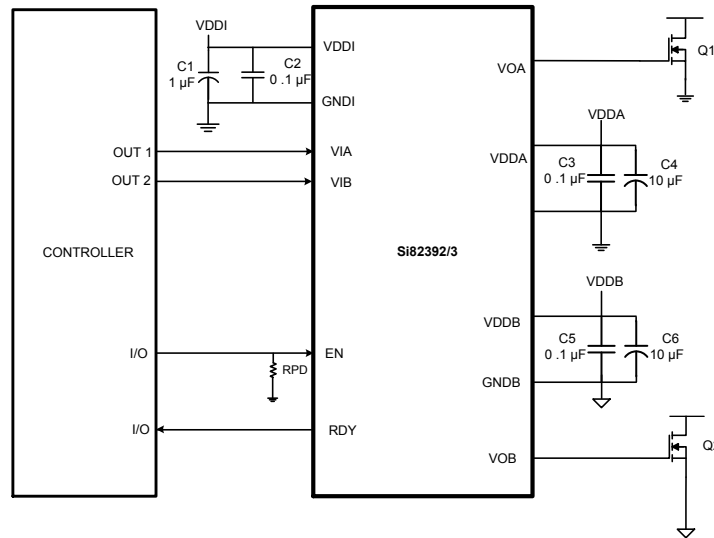 VDDI
C1
1 µF
C2
0 .1 µF
VDDI
GNDI
OUT 1
VIA
OUT 2
VIB
CONTROLLER
Si82392/3
I/O
EN
RPD
I/O
RDY
VOA
Q1
VDDA
VDDA
C3
0 .1 µF
C4
10 µF
VDDB
VDDB
C5
0 .1 µF
C6
10 µF
GNDB
VOB